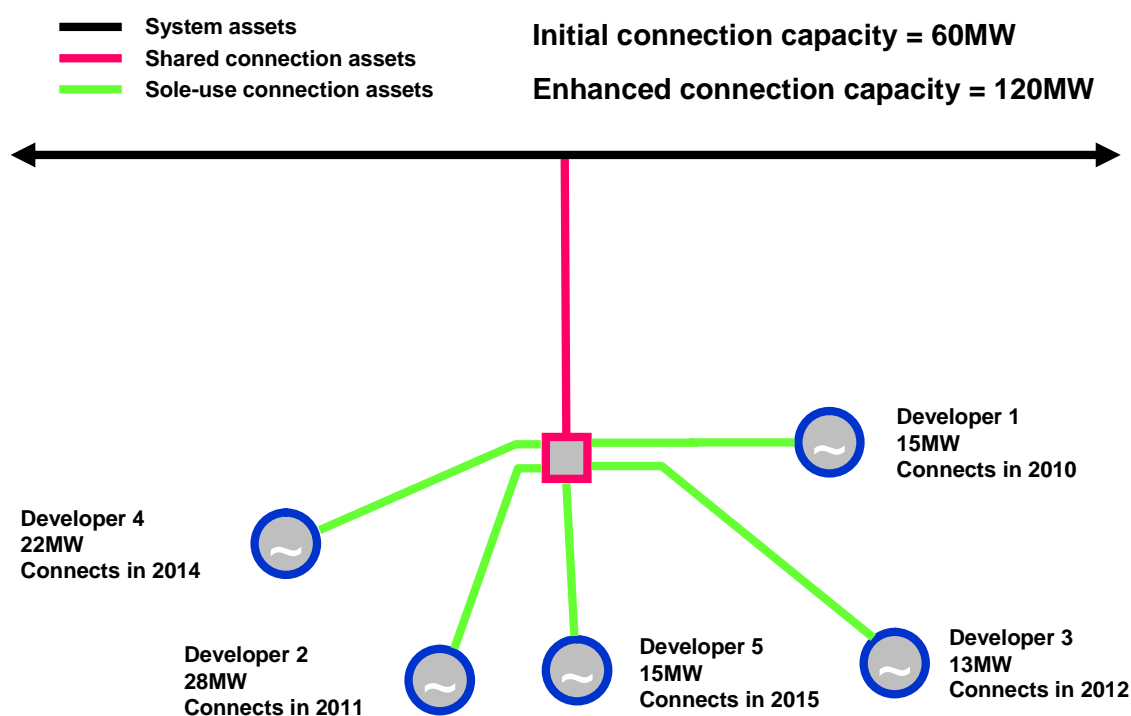 System assets
Shared connection assets
Sole-use connection assets
Initial connection capacity = 60MW
Enhanced connection capacity = 120MW
Developer 1
15MW
Connects in 2010
Developer 4
22MW
Connects in 2014
Developer 2
28MW
Connects in 2011
Developer 5
15MW
Connects in 2015
Developer 3
13MW
Connects in 2012